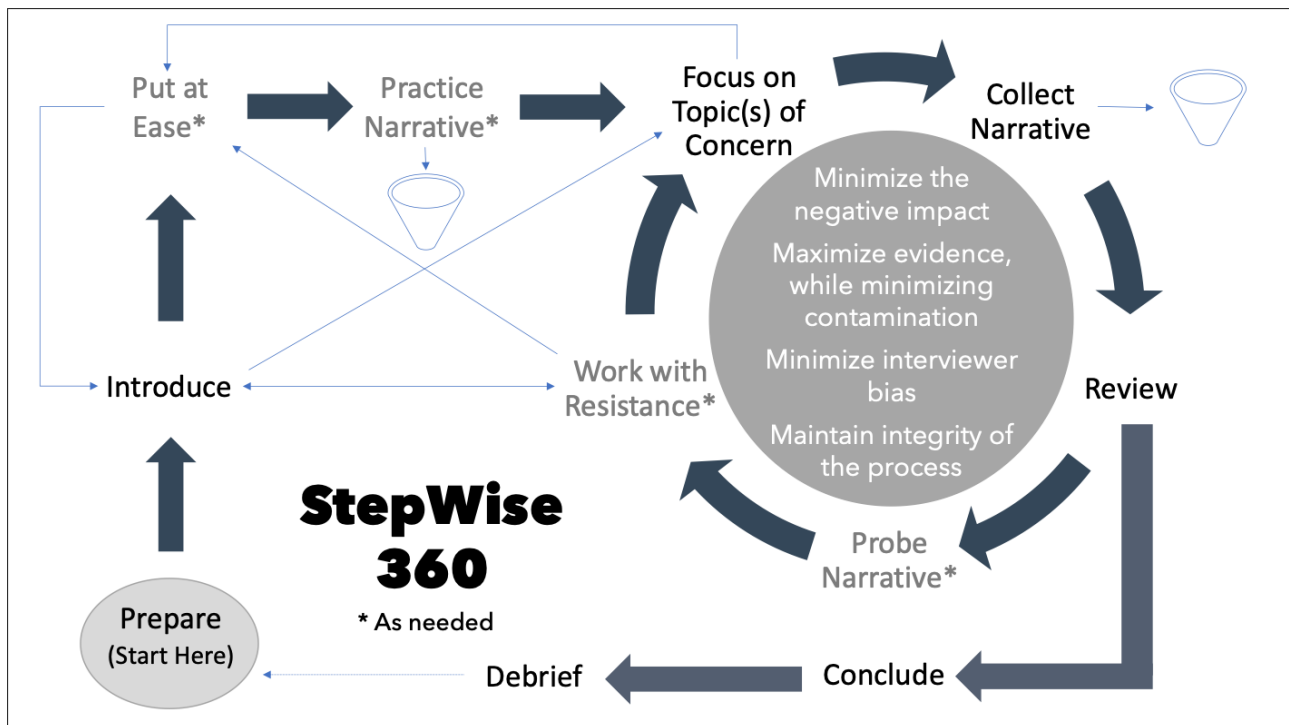 Put at
Ease*
Practice
Narrative*
Focus on
Topic(s) of
Concern
Collect
Narrative
Minimize the
negative impact
Maximize evidence,
while minimizing
contamination
Minimize interviewer
bias
Maintain integrity of
the process
Introduce
Work with
Resistance*
Review
StepWise
360
* As needed
Probe
Narrative*
Prepare
(Start Here)
Debrief
Conclude